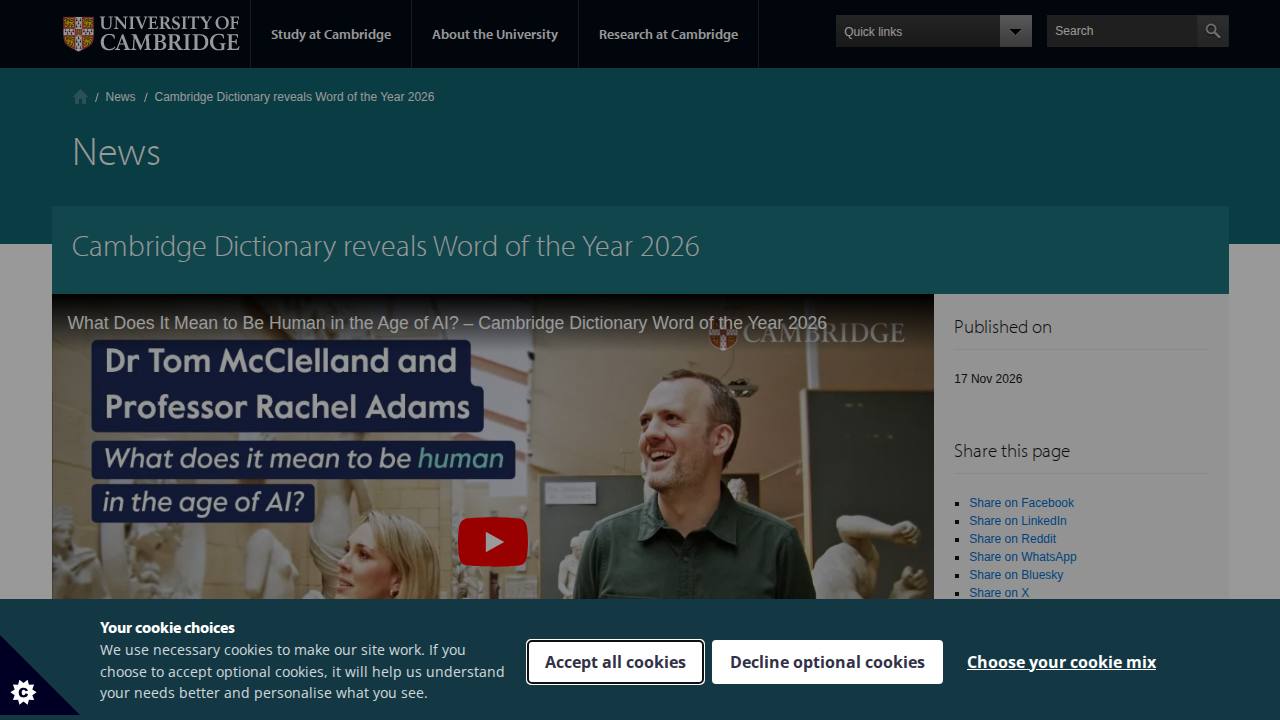 UNIVERSITY OF
CAMBRIDGE
Study at Cambridge
About the University
Research at Cambridge
Quick links
Search
/ News / Cambridge Dictionary reveals Word of the Year 2026
News
Cambridge Dictionary reveals Word of the Year 2026
What Does It Mean to Be Human in the Age of AI? – Cambridge Dictionary Word of the Year 2026
CAMBRIDGE
Dr Tom McClelland and
Professor Rachel Adams
What does it mean to be human
in the age of AI?
Published on
17 Nov 2026
Share this page
Share on Facebook
Share on LinkedIn
Share on Reddit
Share on WhatsApp
Share on Bluesky
Share on X
Your cookie choices
We use necessary cookies to make our site work. If you
choose to accept optional cookies, it will help us understand
your needs better and personalise what you see.
Accept all cookies
Decline optional cookies
Choose your cookie mix
C